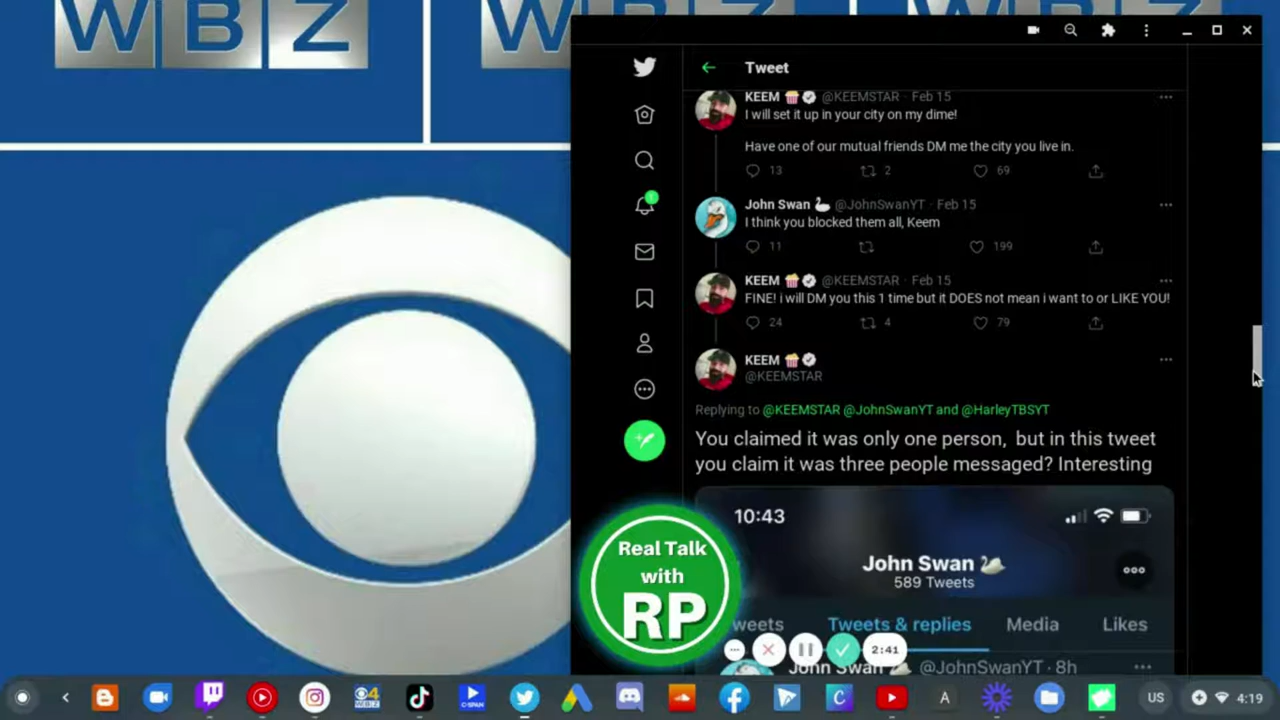 WBZ
W
Tweet
KEEM @KEEMSTAR · Feb 15
I will set it up in your city on my dime!
Have one of our mutual friends DM me the city you live in.
13 2 69
John Swan @JohnSwanYT · Feb 15
I think you blocked them all, Keem
11 199
KEEM @KEEMSTAR · Feb 15
FINE! i will DM you this 1 time but it DOES not mean i want to or LIKE YOU!
24 4 79
KEEM
@KEEMSTAR
Replying to @KEEMSTAR @JohnSwanYT and @HarleyTBSYT
You claimed it was only one person, but in this tweet
you claim it was three people messaged? Interesting
10:43
John Swan
589 Tweets
weets Tweets & replies Media Likes
John Swan @JohnSwanYT · 8h
Real Talk
with
RP
2:41
4
WBZ
C-SPAN
A
US
4:19